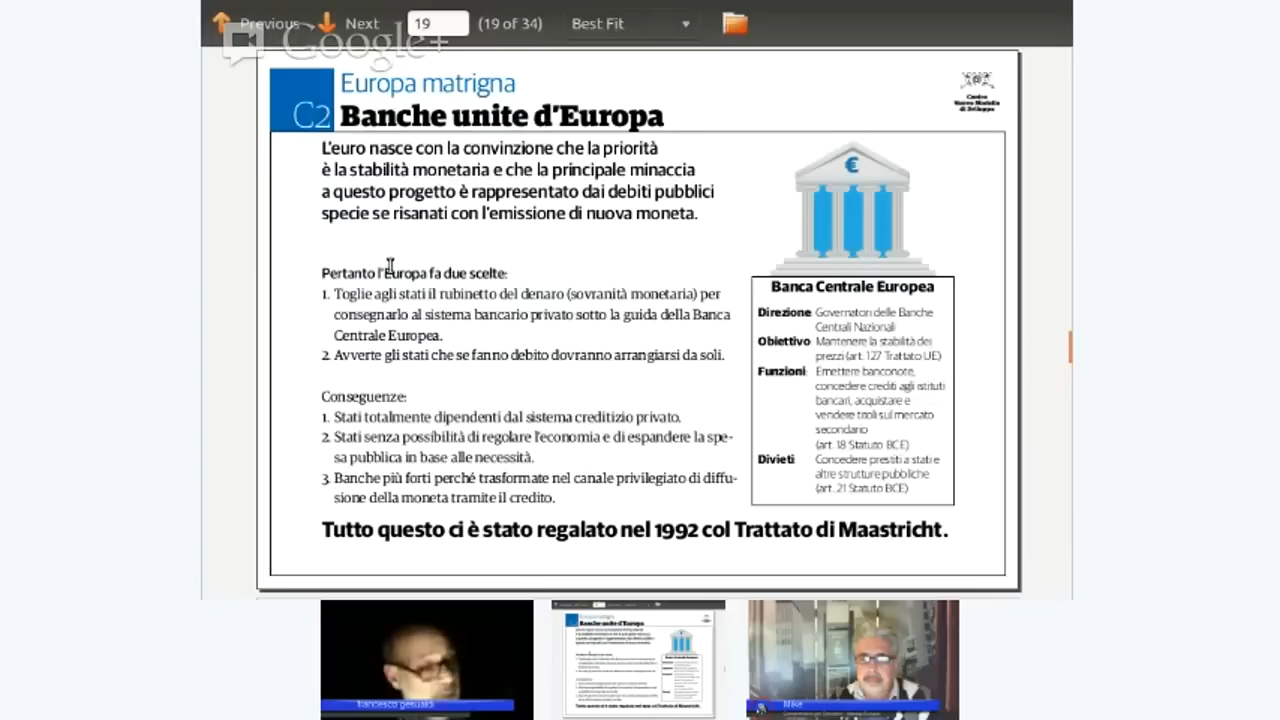 Previous
Next
19
(19 of 34)
Best Fit
Google+
C2
Europa matrigna
Banche unite d'Europa
Centro
Nuovo Modello
di Sviluppo
L'euro nasce con la convinzione che la priorità
è la stabilità monetaria e che la principale minaccia
a questo progetto è rappresentato dai debiti pubblici
specie se risanati con l'emissione di nuova moneta.
Pertanto l'Europa fa due scelte:
1. Toglie agli stati il rubinetto del denaro (sovranità monetaria) per
consegnarlo al sistema bancario privato sotto la guida della Banca
Centrale Europea.
2. Avverte gli stati che se fanno debito dovranno arrangiarsi da soli.
Conseguenze:
1. Stati totalmente dipendenti dal sistema creditizio privato.
2. Stati senza possibilità di regolare l'economia e di espandere la spe-
sa pubblica in base alle necessità.
3. Banche più forti perché trasformate nel canale privilegiato di diffu-
sione della moneta tramite il credito.
€
Banca Centrale Europea
Direzione Governatori delle Banche
Centrali Nazionali
Obiettivo Mantenere la stabilità dei
prezzi (art. 127 Trattato UE)
Funzioni: Emettere banconote,
concedere crediti agli istituti
bancari, acquistare e
vendere titoli sul mercato
secondario
(art. 18 Statuto BCE)
Divieti: Concedere prestiti a stati e
altre strutture pubbliche
(art. 21 Statuto BCE)
Tutto questo ci è stato regalato nel 1992 col Trattato di Maastricht.
francesco gesualdi
Banche unite d'Europa
Mike